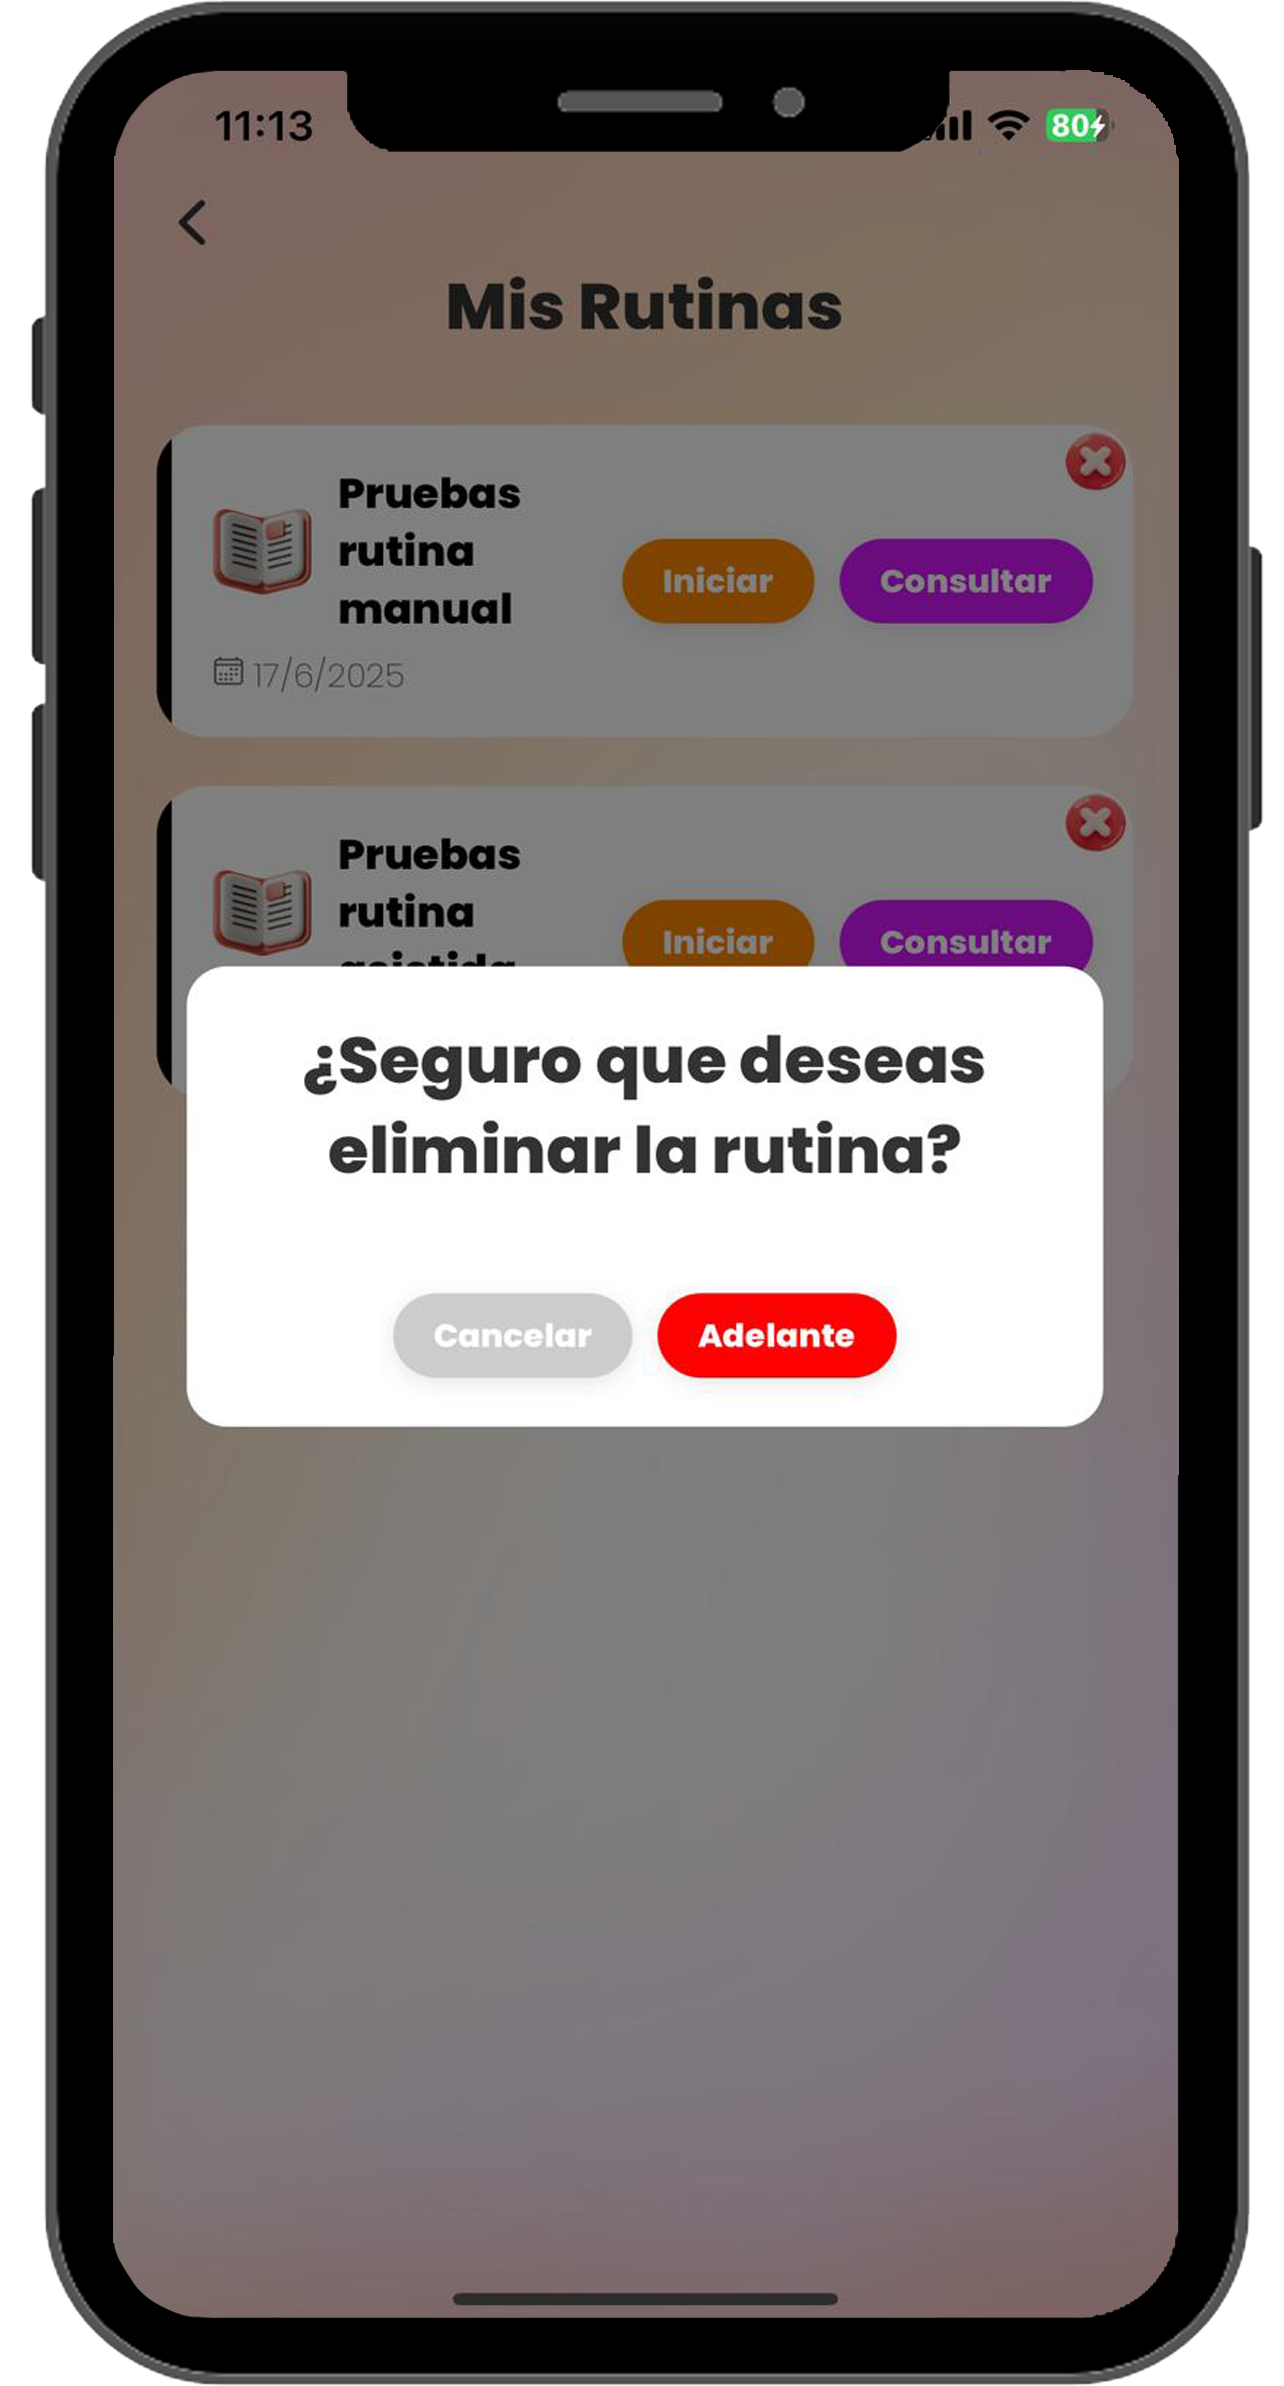 11:13
80
Mis Rutinas
Pruebas
rutina
manual
Iniciar
Consultar
17/6/2025
Pruebas
rutina
asistida
Iniciar
Consultar
¿Seguro que deseas
eliminar la rutina?
Cancelar
Adelante